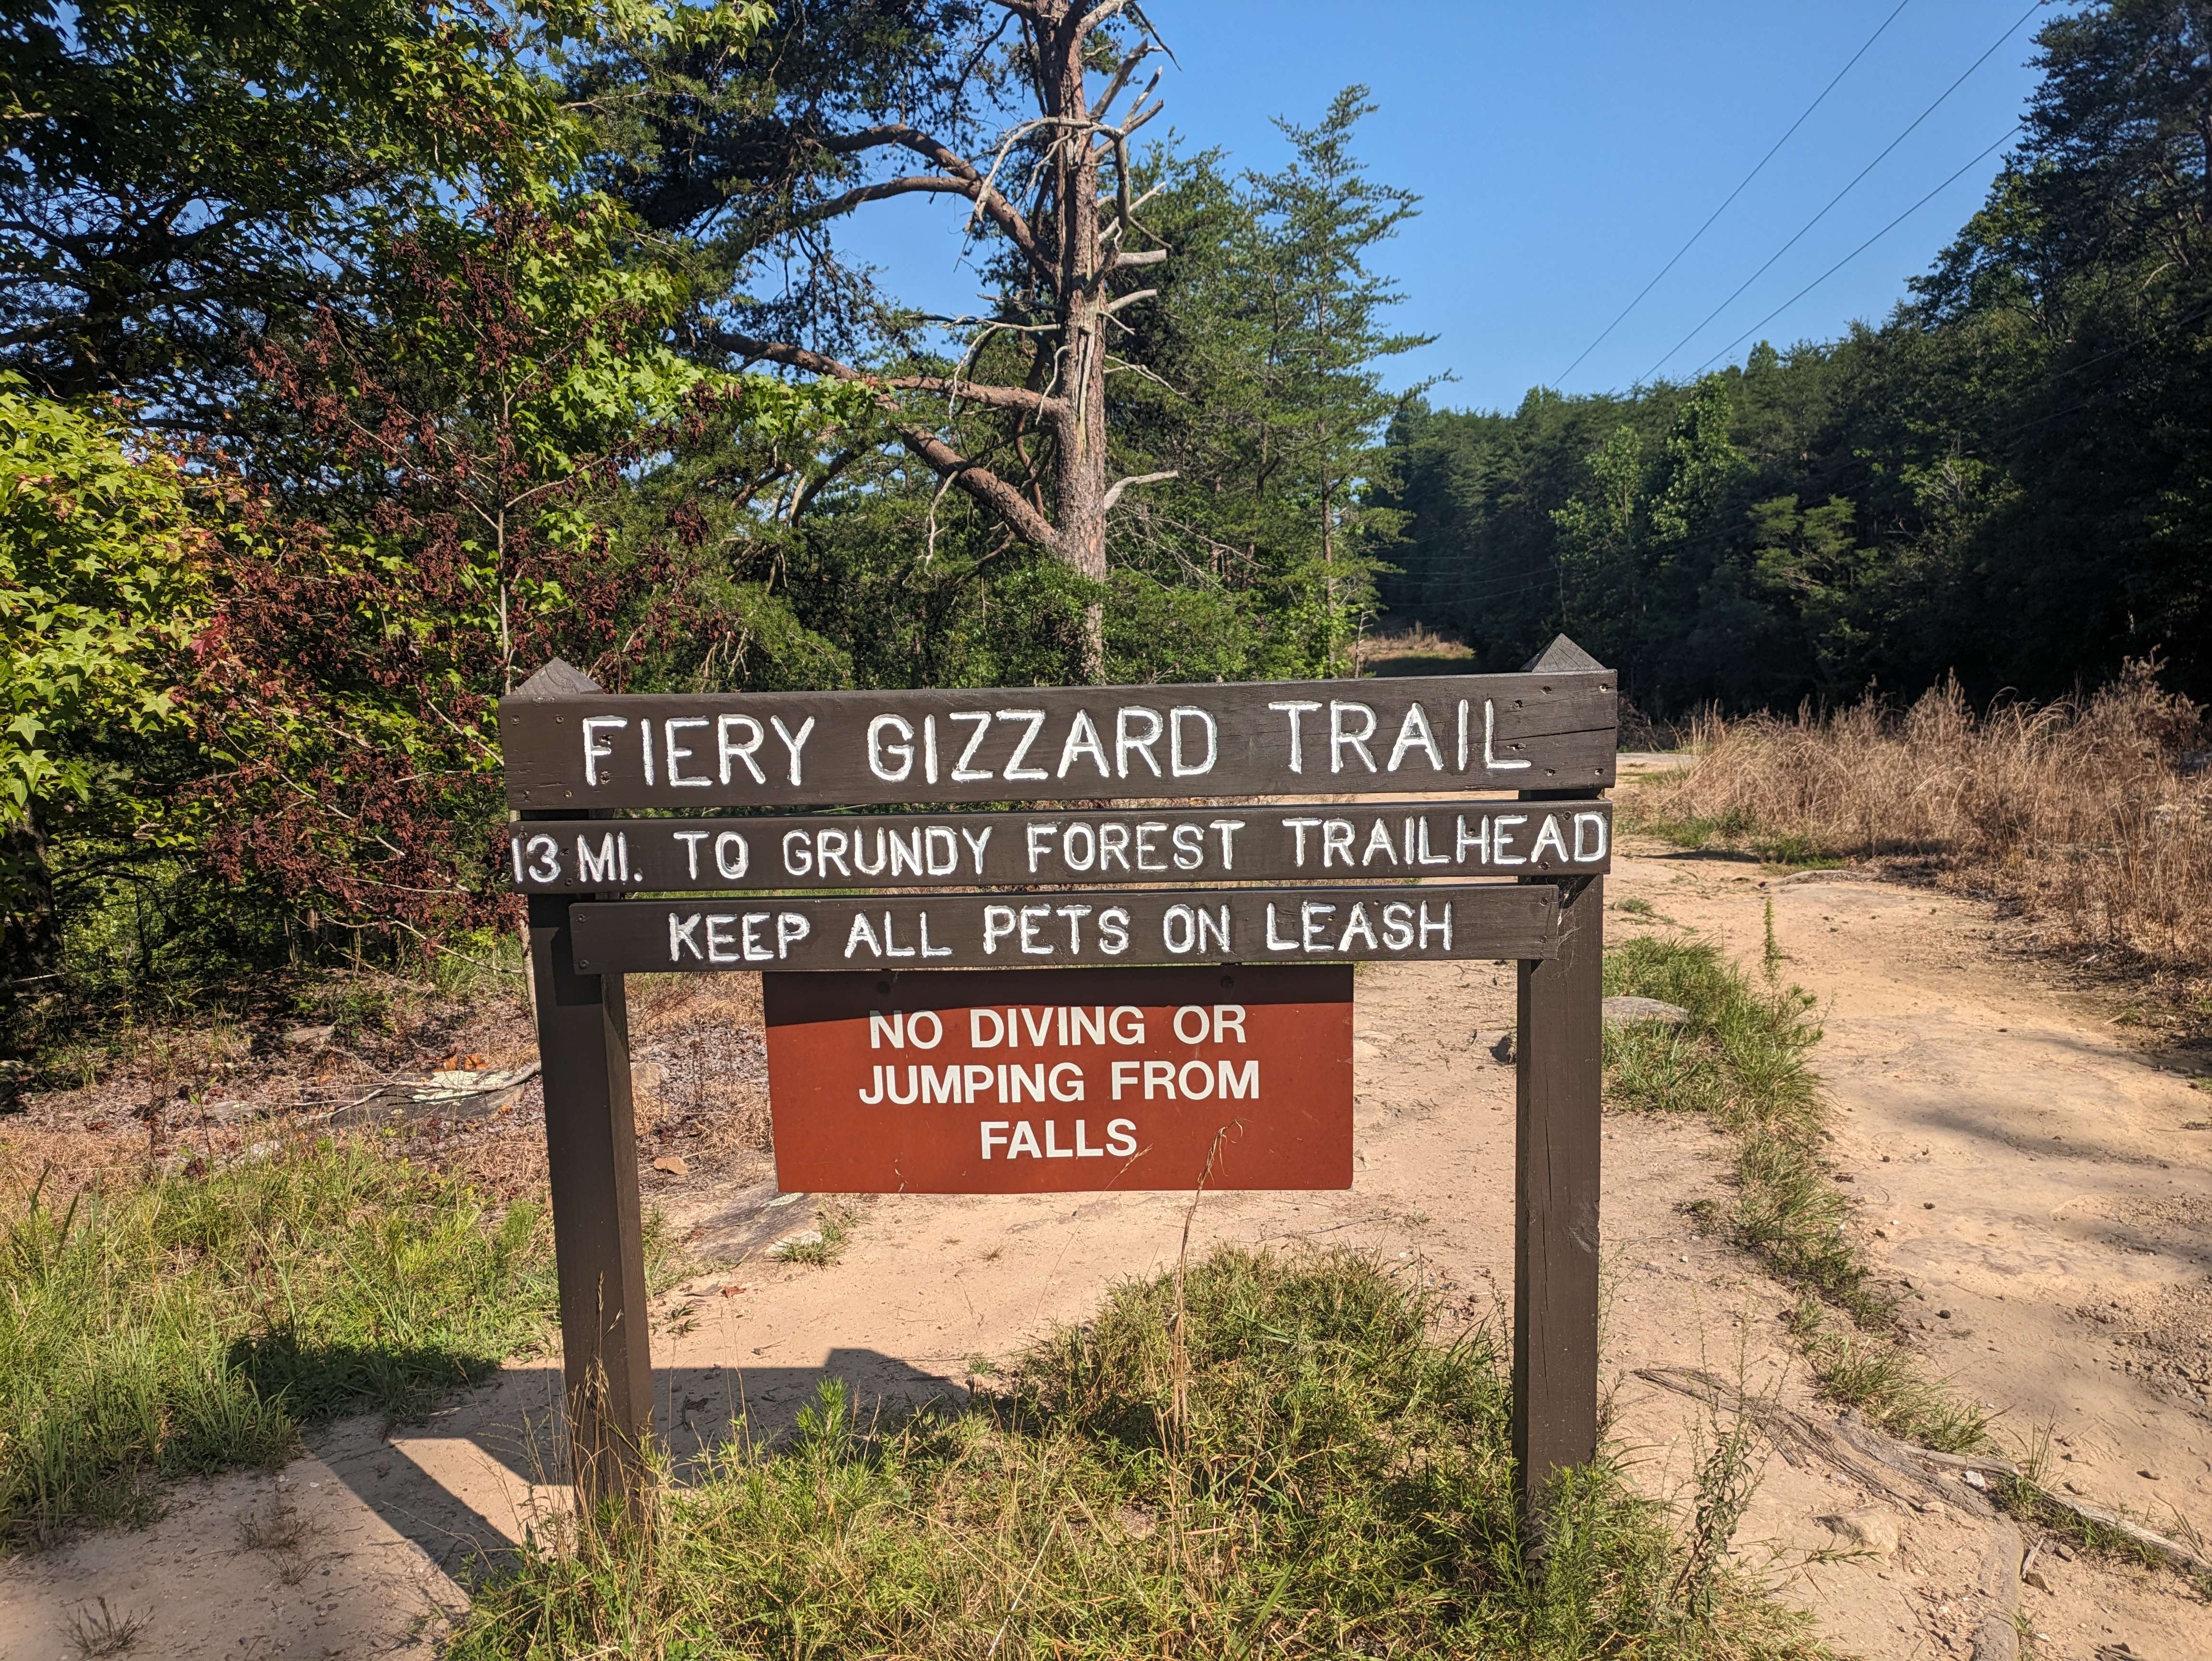 FIERY GIZZARD TRAIL
13 MI. TO GRUNDY FOREST TRAILHEAD
KEEP ALL PETS ON LEASH
NO DIVING OR
JUMPING FROM
FALLS